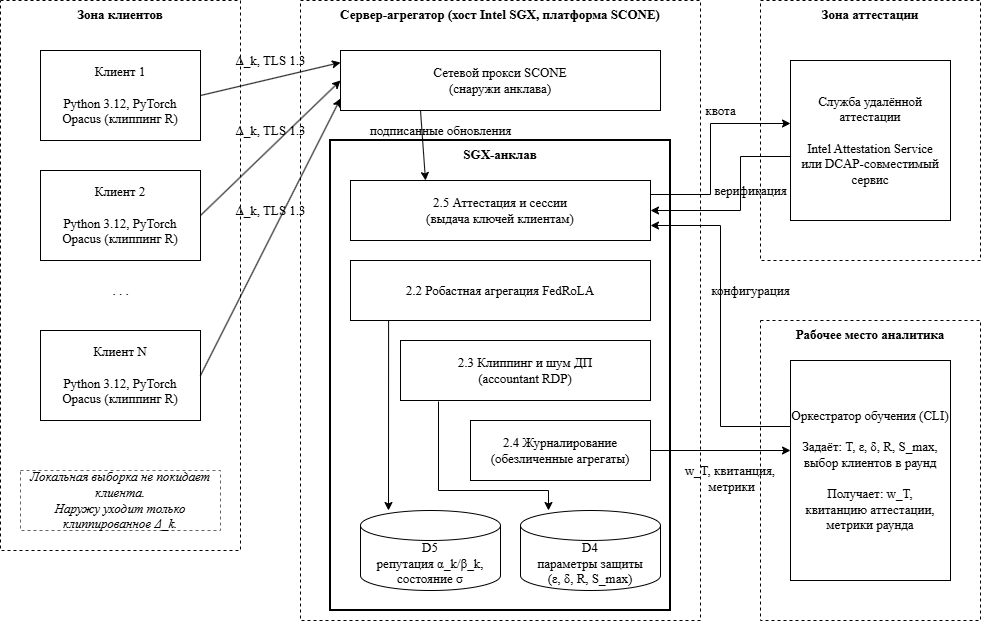 Зона клиентов
Клиент 1
Python 3.12, PyTorch
Opacus (клиппинг R)
Клиент 2
Python 3.12, PyTorch
Opacus (клиппинг R)
. . .
Клиент N
Python 3.12, PyTorch
Opacus (клиппинг R)
Локальная выборка не покидает
клиента.
Наружу уходит только
клиппированное Δ_k.
Δ_k, TLS 1.3
Δ_k, TLS 1.3
Δ_k, TLS 1.3
Сервер-агрегатор (хост Intel SGX, платформа SCONE)
Сетевой прокси SCONE
(снаружи анклава)
подписанные обновления
SGX-анклав
2.5 Аттестация и сессии
(выдача ключей клиентам)
2.2 Робастная агрегация FedRoLA
2.3 Клиппинг и шум ДП
(accountant RDP)
2.4 Журналирование
(обезличенные агрегаты)
D5
репутация α_k/β_k,
состояние σ
D4
параметры защиты
(ε, δ, R, S_max)
квота
верификация
конфигурация
w_T, квитанция,
метрики
Зона аттестации
Служба удалённой
аттестации
Intel Attestation Service
или DCAP-совместимый
сервис
Рабочее место аналитика
Оркестратор обучения (CLI)
Задаёт: T, ε, δ, R, S_max,
выбор клиентов в раунд
Получает: w_T,
квитанцию аттестации,
метрики раунда